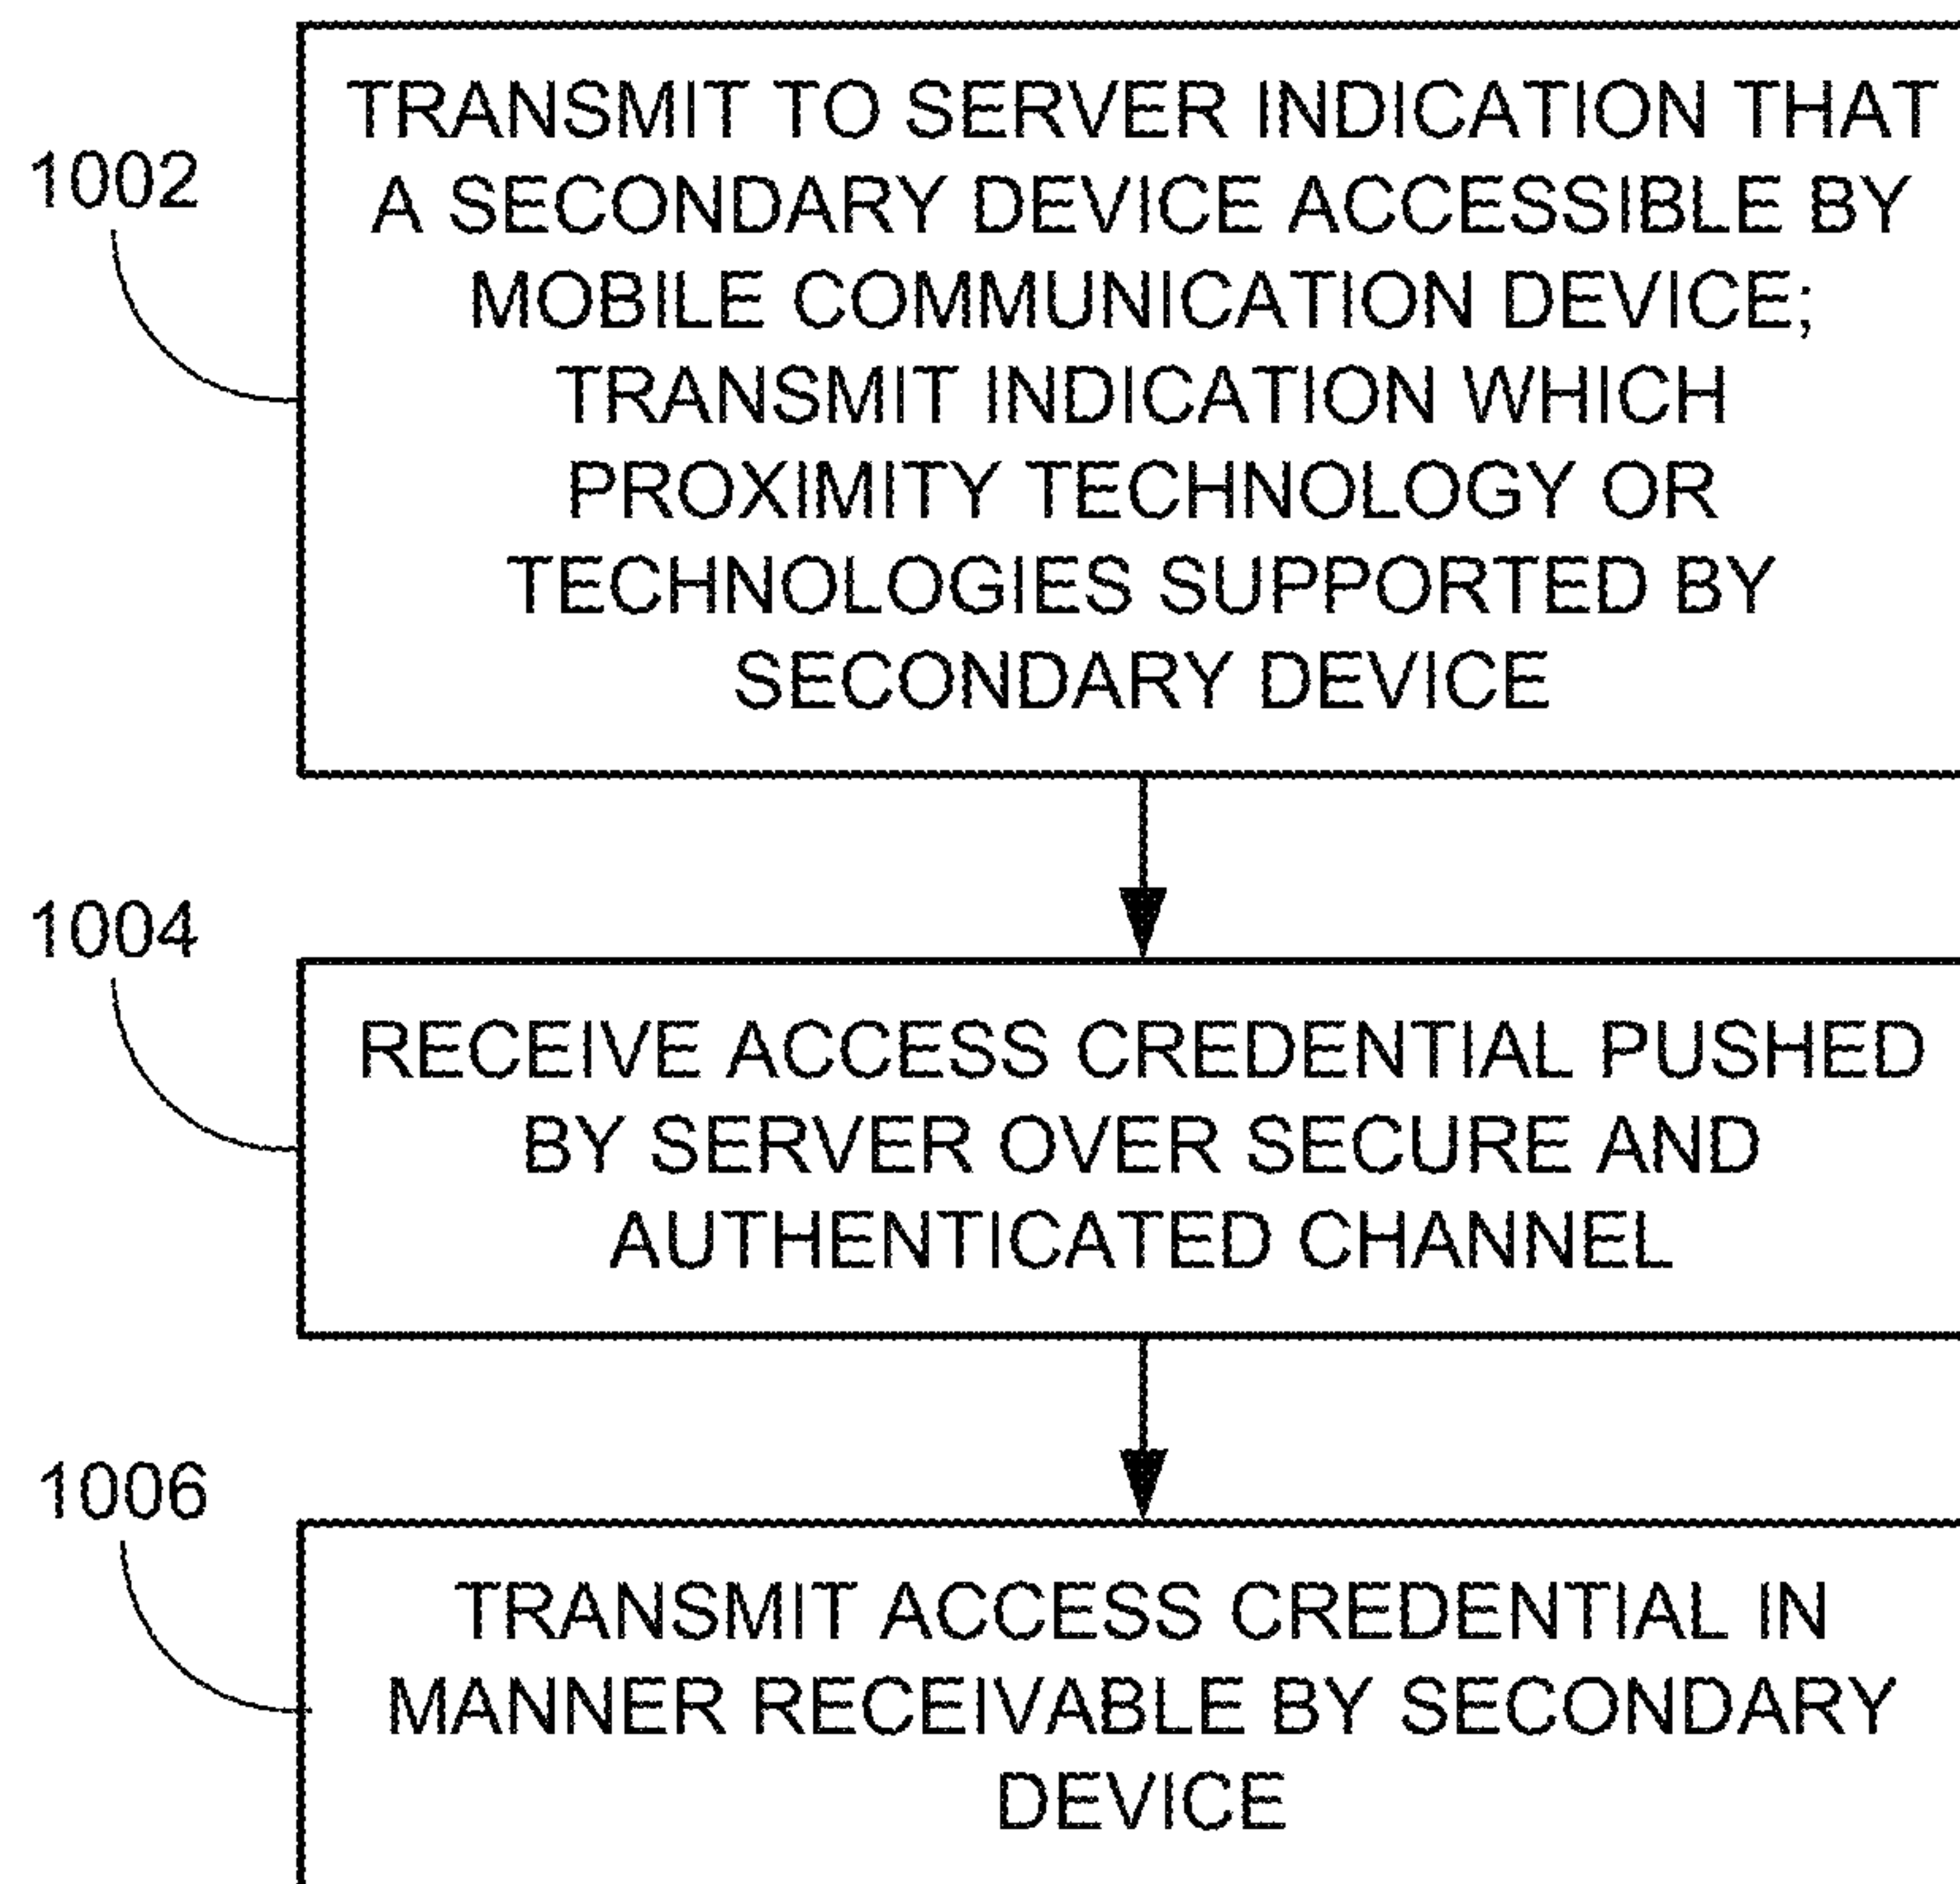 1002
TRANSMIT TO SERVER INDICATION THAT
A SECONDARY DEVICE ACCESSIBLE BY
MOBILE COMMUNICATION DEVICE;
TRANSMIT INDICATION WHICH
PROXIMITY TECHNOLOGY OR
TECHNOLOGIES SUPPORTED BY
SECONDARY DEVICE
1004
RECEIVE ACCESS CREDENTIAL PUSHED
BY SERVER OVER SECURE AND
AUTHENTICATED CHANNEL
1006
TRANSMIT ACCESS CREDENTIAL IN
MANNER RECEIVABLE BY SECONDARY
DEVICE